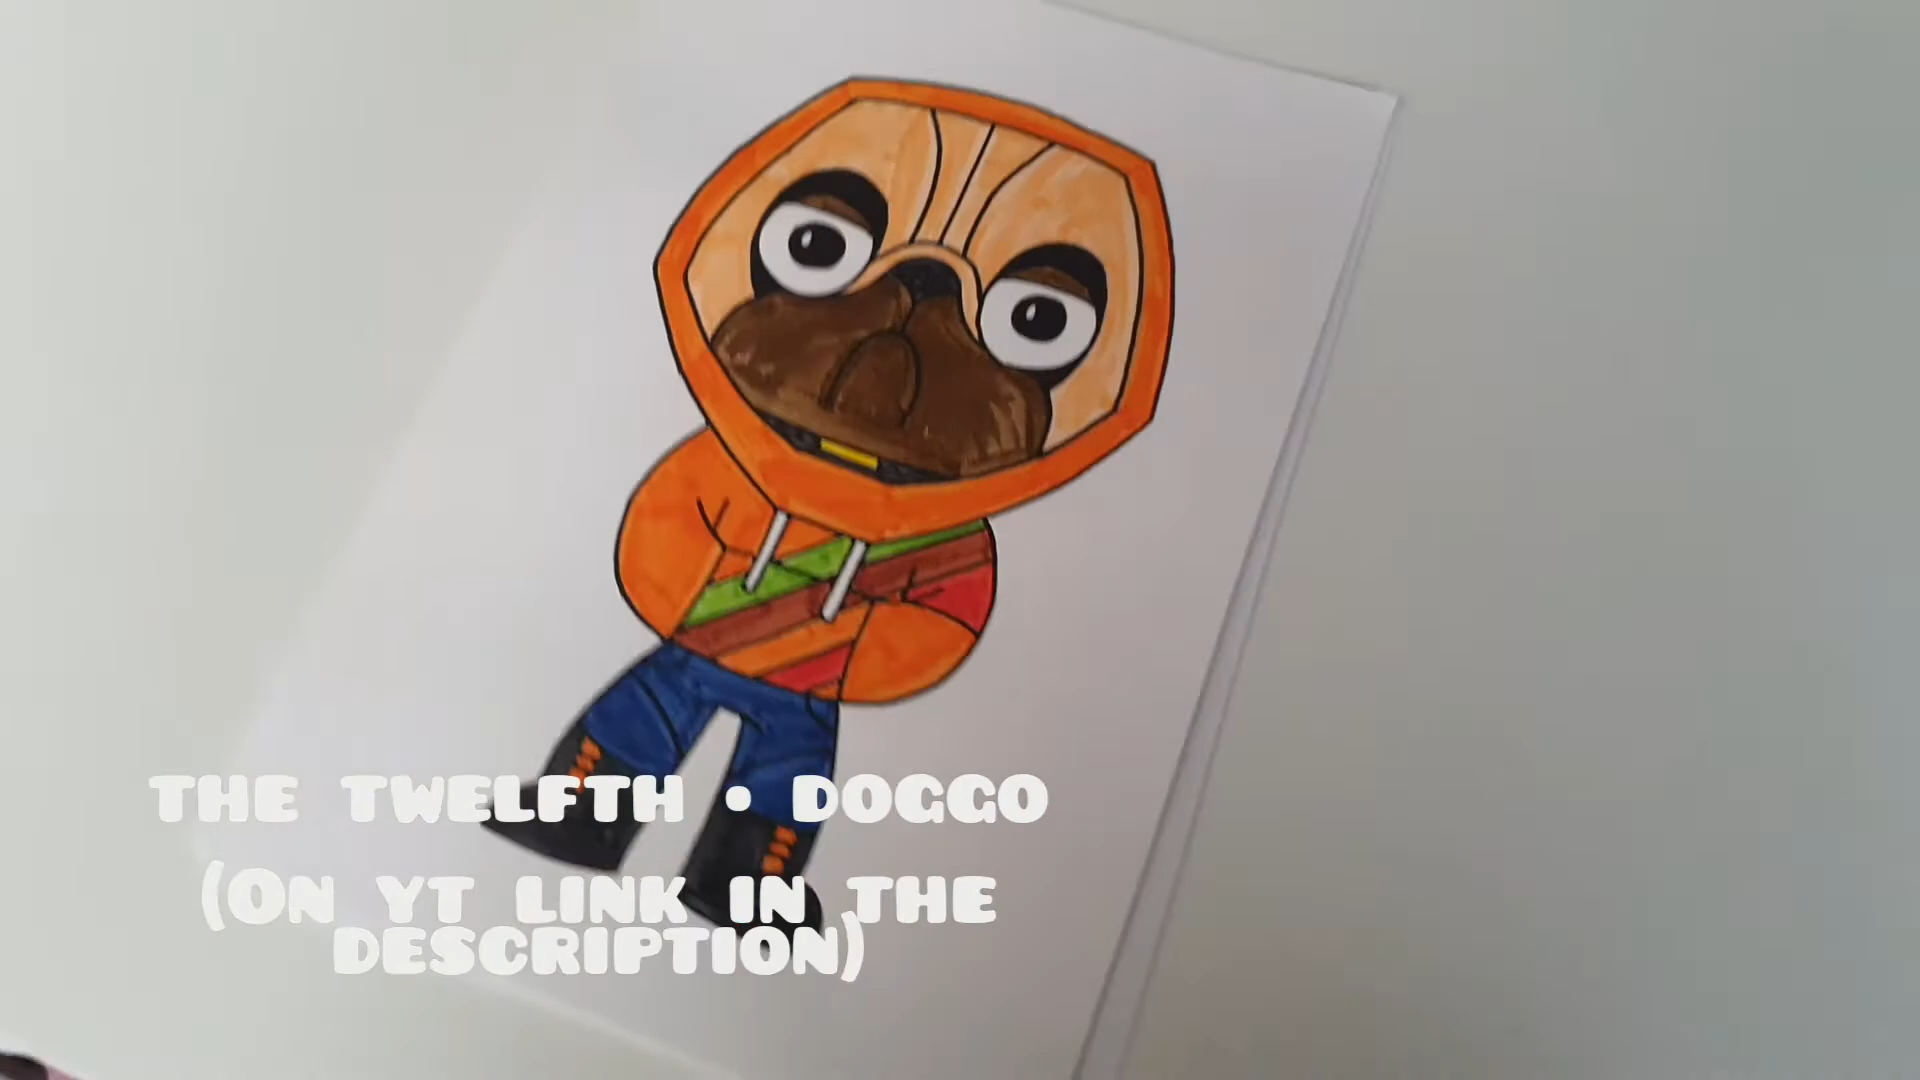 THE TWELFTH • DOGGO
(ON YT LINK IN THE
DESCRIPTION)